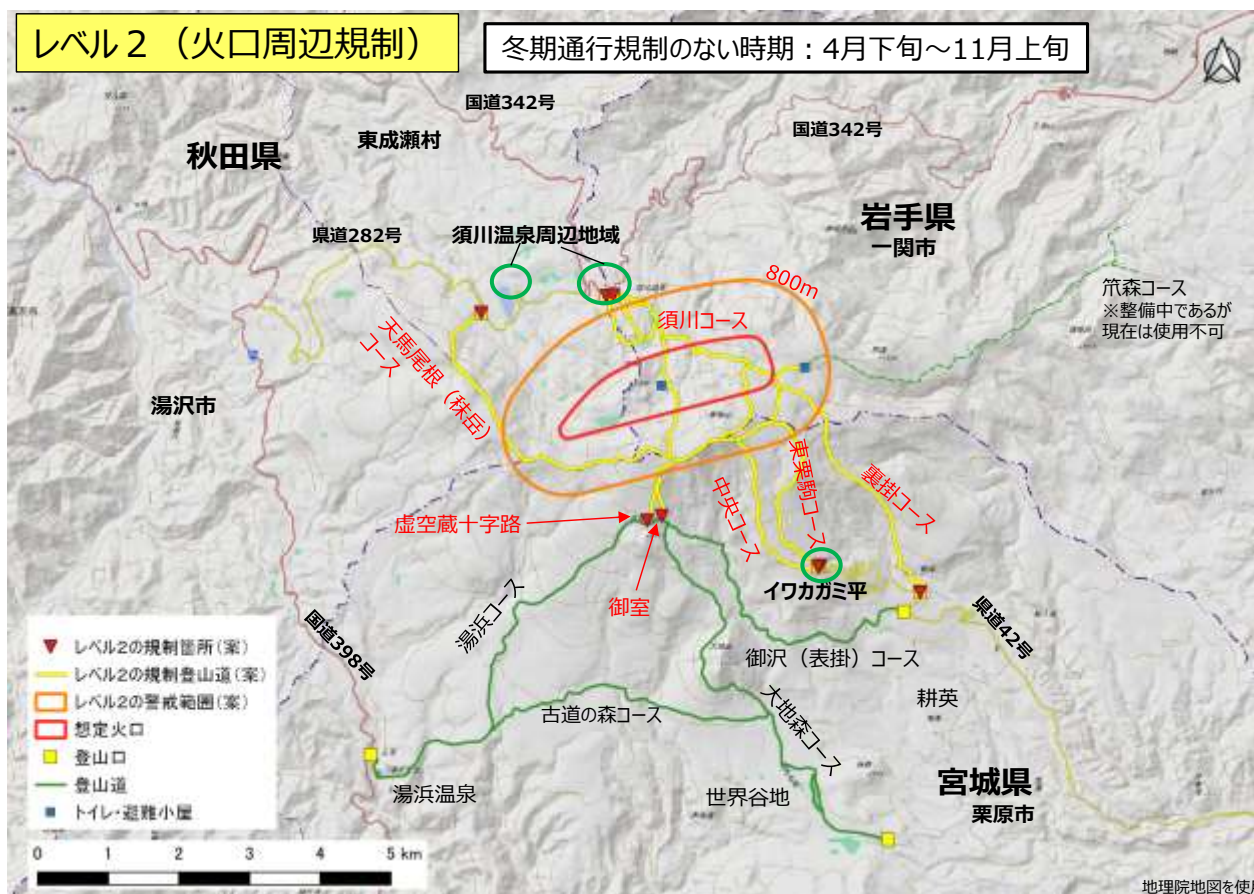 レベル２（火口周辺規制）
冬期通行規制のない時期：4月下旬～11月上旬
国道342号
東成瀬村
国道342号
秋田県
岩手県
一関市
県道282号
須川温泉周辺地域
800m
笊森コース
※整備中であるが
現在は使用不可
須川コース
天馬尾根（秣岳）
コース
湯沢市
東栗駒コース
裏掛コース
中央コース
虚空蔵十字路
御室
イワカガミ平
湯浜コース
国道398号
県道42号
御沢（表掛）コース
耕英
古道の森コース
大地森コース
湯浜温泉
世界谷地
宮城県
栗原市
レベル2の規制箇所(案)
レベル2の規制登山道(案)
レベル2の警戒範囲(案)
想定火口
登山口
登山道
トイレ・避難小屋
0 1 2 3 4 5 km
地理院地図を使